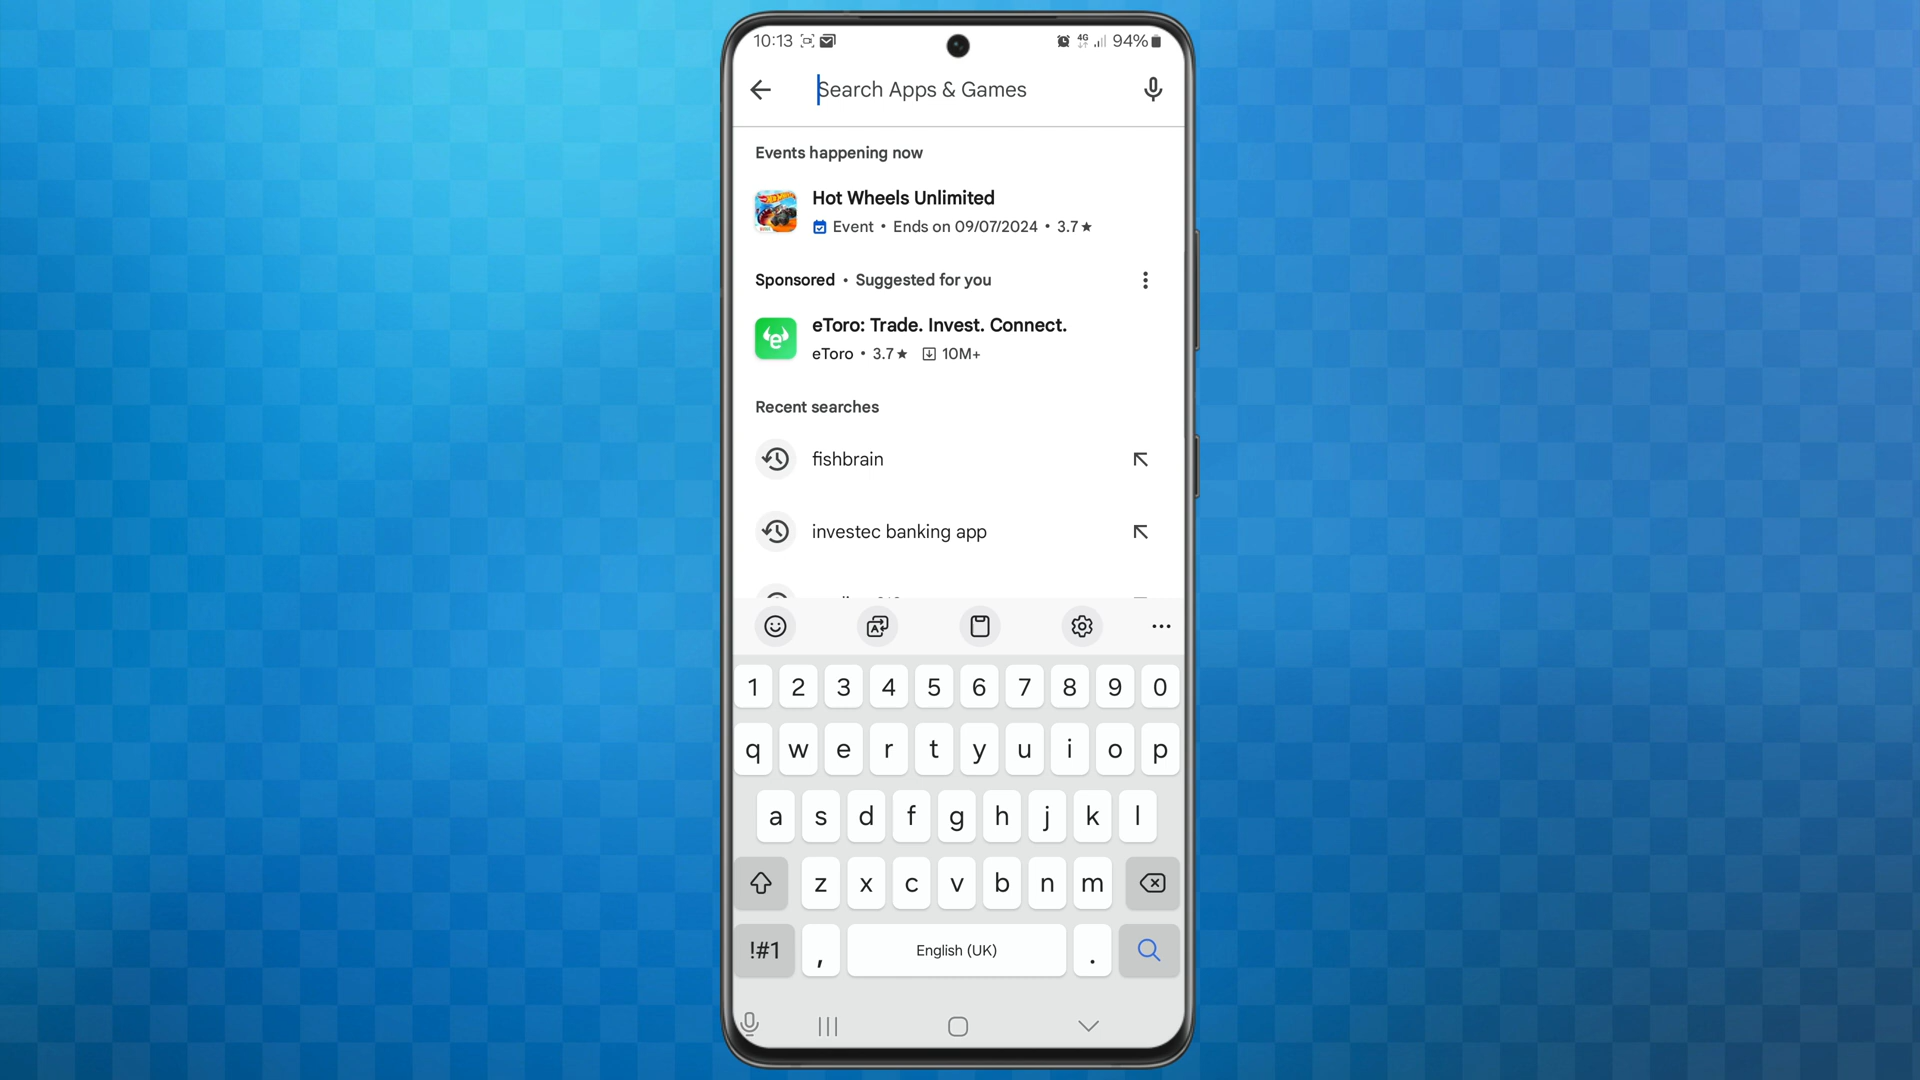 10:13 4G 94%
Search Apps & Games
Events happening now
Hot Wheels Unlimited
Event • Ends on 09/07/2024 • 3.7★
Sponsored • Suggested for you
eToro: Trade. Invest. Connect.
eToro • 3.7★ 10M+
Recent searches
fishbrain
investec banking app
1 2 3 4 5 6 7 8 9 0
q w e r t y u i o p
a s d f g h j k l
z x c v b n m
!#1 , English (UK) .